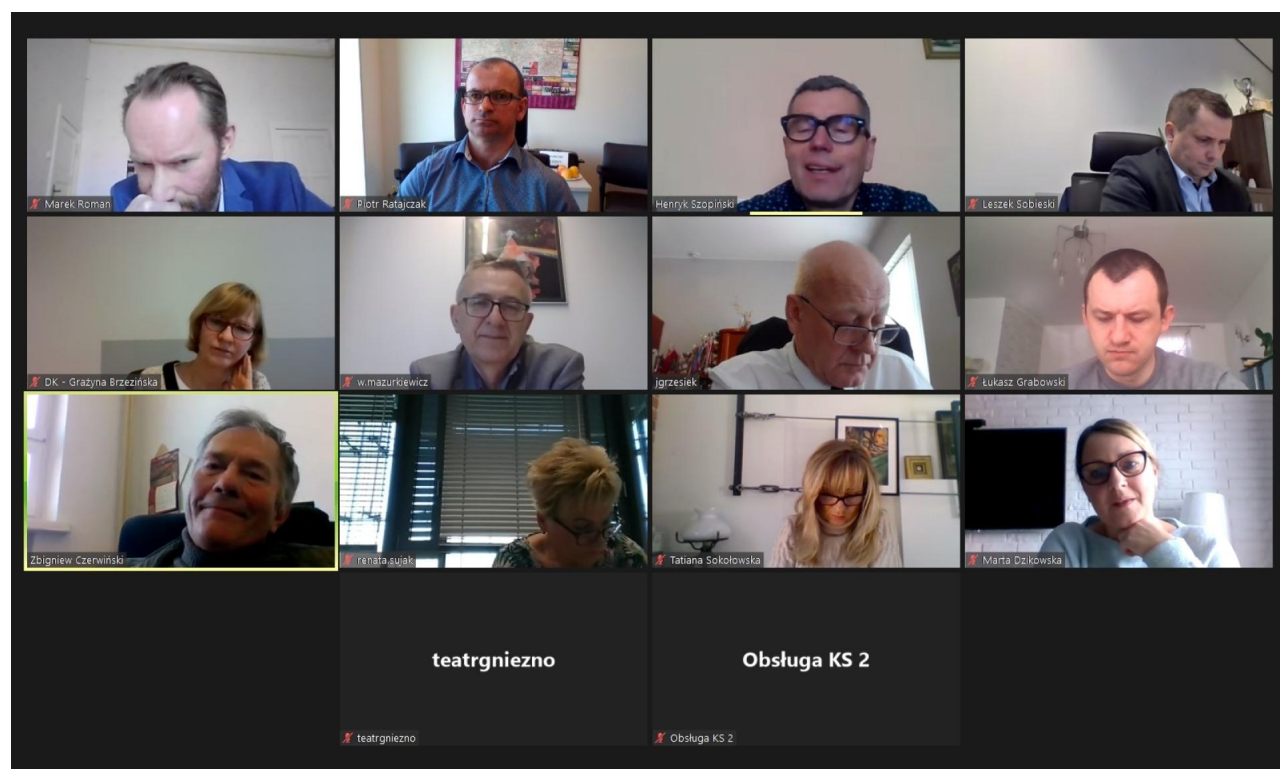 Marek Roman
Piotr Ratajczak
Henryk Szopiński
Leszek Sobieski
DK - Grażyna Brzezińska
w.mazurkiewicz
jgrzesiek
Łukasz Grabowski
Zbigniew Czerwiński
renata.sujak
Tatiana Sokołowska
Marta Dzikowska
teatrgniezno
Obsługa KS 2
teatrgniezno
Obsługa KS 2